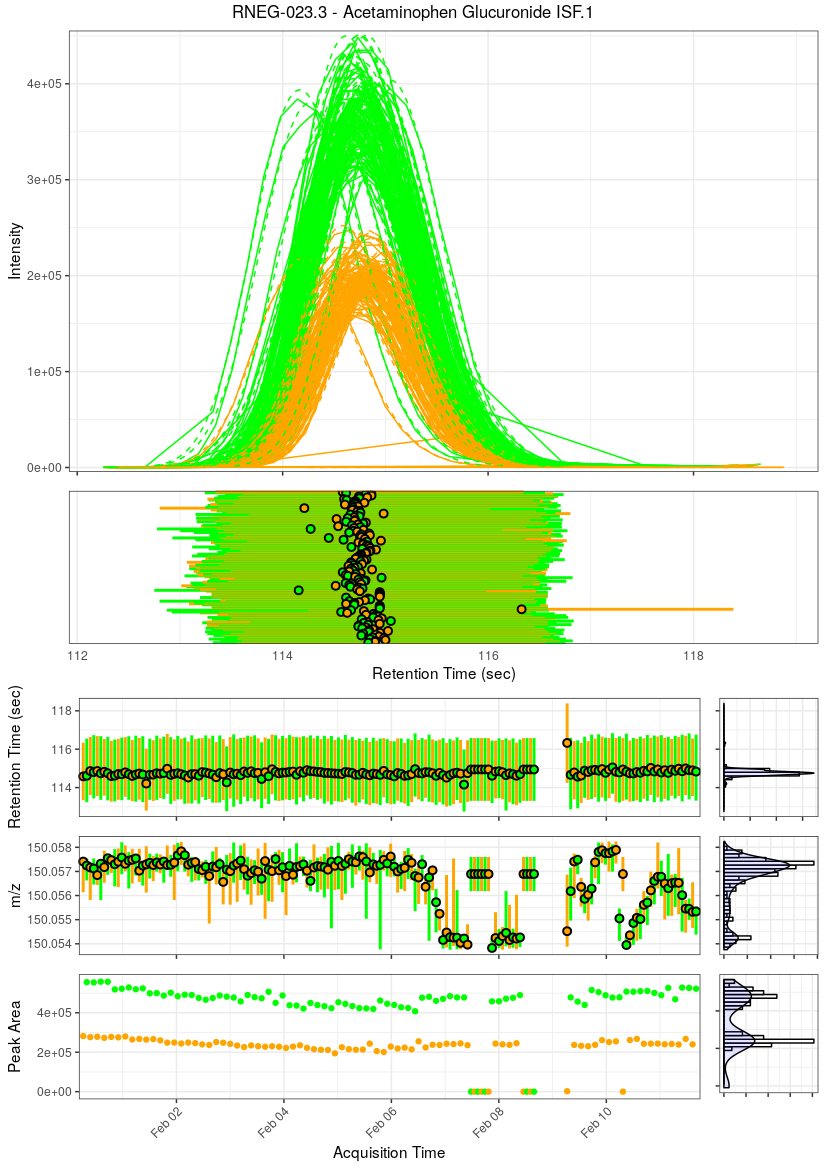 RNEG-023.3 - Acetaminophen Glucuronide ISF.1
4e+05
3e+05
2e+05
1e+05
0e+00
Intensity
112
114
116
118
Retention Time (sec)
Retention Time (sec)
118
116
114
m/z
150.058
150.057
150.056
150.055
150.054
Peak Area
4e+05
2e+05
0e+00
Feb 02
Feb 04
Feb 06
Feb 08
Feb 10
Acquisition Time